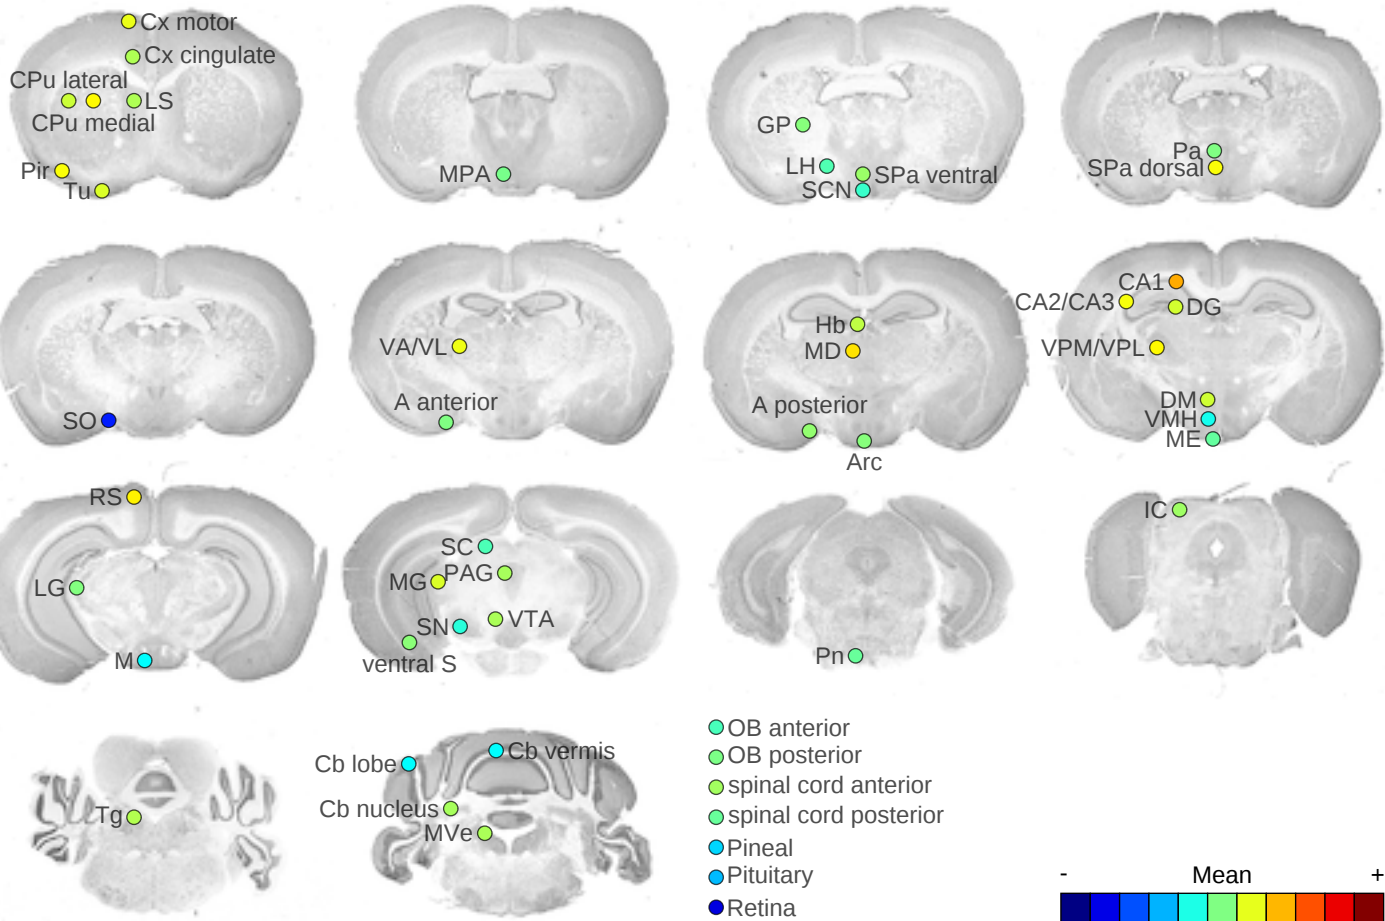 Cx motor
Cx cingulate
CPu lateral
LS
CPu medial
Pir
Tu
MPA
GP
LH
SPa ventral
SCN
Pa
SPa dorsal
SO
VA/VL
A anterior
Hb
MD
A posterior
Arc
CA1
CA2/CA3
DG
VPM/VPL
DM
VMH
ME
RS
LG
M
SC
PAG
MG
VTA
SN
ventral S
Pn
IC
Tg
Cb lobe
Cb vermis
Cb nucleus
MVe
OB anterior
OB posterior
spinal cord anterior
spinal cord posterior
Pineal
Pituitary
Retina
- Mean +